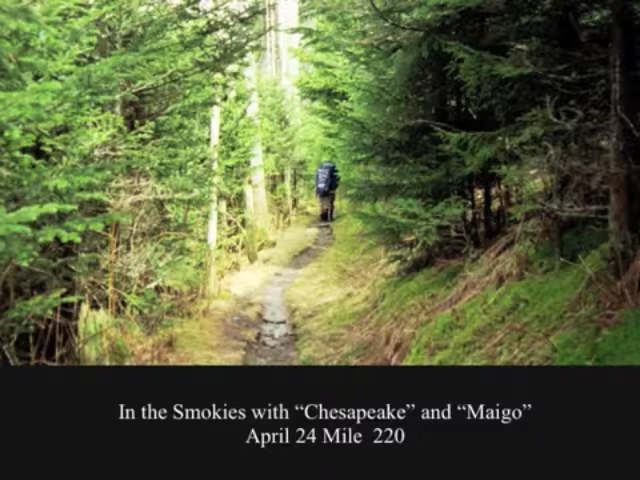 In the Smokies with “Chesapeake” and “Maigo”
April 24 Mile  220